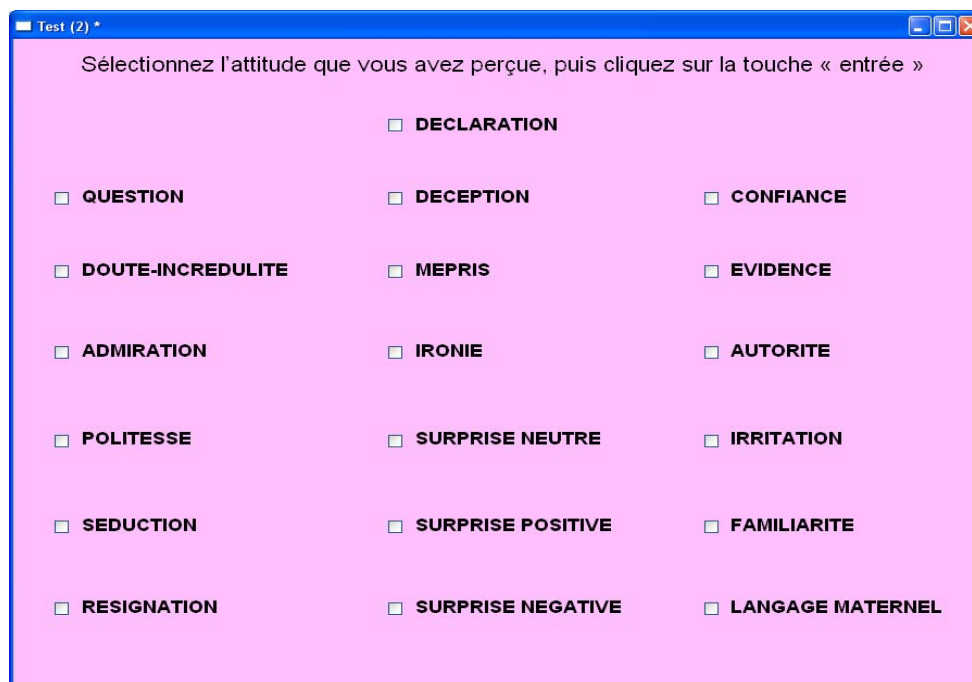 Test (2) *
Sélectionnez l'attitude que vous avez perçue, puis cliquez sur la touche « entrée »
DECLARATION
QUESTION DECEPTION CONFIANCE
DOUTE-INCREDULITE MEPRIS EVIDENCE
ADMIRATION IRONIE AUTORITE
POLITESSE SURPRISE NEUTRE IRRITATION
SEDUCTION SURPRISE POSITIVE FAMILIARITE
RESIGNATION SURPRISE NEGATIVE LANGAGE MATERNEL